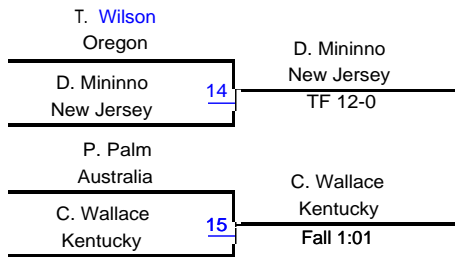 T. Wilson
Oregon
D. Mininno
New Jersey
14
D. Mininno
New Jersey
TF 12-0
P. Palm
Australia
C. Wallace
Kentucky
15
C. Wallace
Kentucky
Fall 1:01